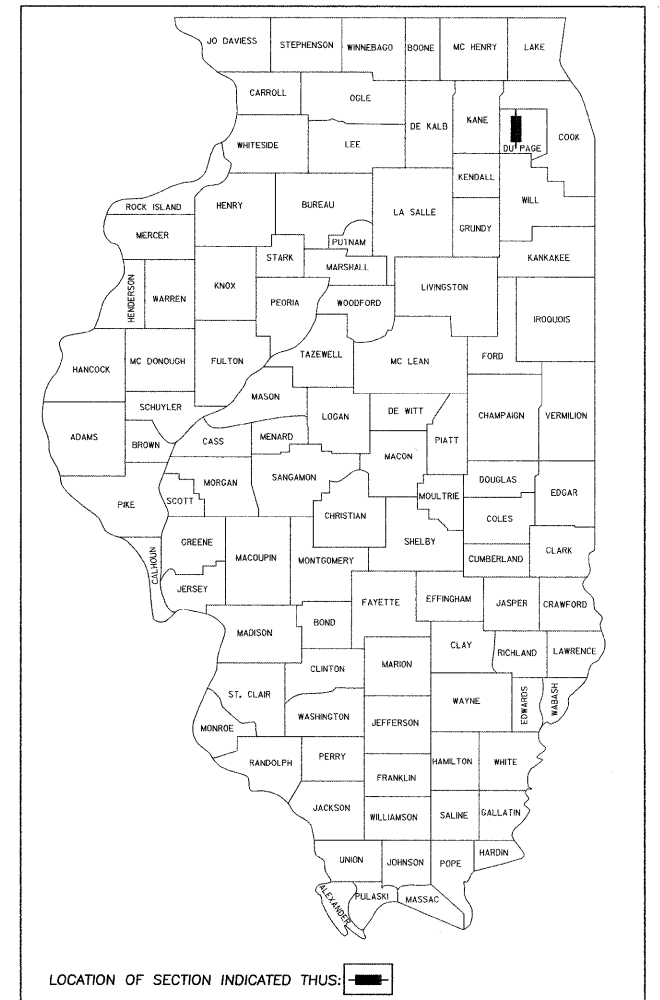 JO DAVIESS
STEPHENSON
WINNEBAGO
BOONE
MC HENRY
LAKE
CARROLL
OGLE
DE KALB
KANE
COOK
DU PAGE
WHITESIDE
LEE
KENDALL
WILL
ROCK ISLAND
HENRY
BUREAU
LA SALLE
GRUNDY
MERCER
PUTNAM
STARK
MARSHALL
KANKAKEE
HENDERSON
WARREN
KNOX
PEORIA
WOODFORD
LIVINGSTON
IROQUOIS
HANCOCK
MC DONOUGH
FULTON
TAZEWELL
MC LEAN
FORD
SCHUYLER
MASON
LOGAN
DE WITT
CHAMPAIGN
VERMILION
ADAMS
BROWN
CASS
MENARD
MACON
PIATT
PIKE
SCOTT
MORGAN
SANGAMON
CHRISTIAN
MOULTRIE
DOUGLAS
EDGAR
COLES
CALHOUN
GREENE
MACOUPIN
MONTGOMERY
SHELBY
CUMBERLAND
CLARK
JERSEY
FAYETTE
EFFINGHAM
JASPER
CRAWFORD
MADISON
BOND
CLAY
RICHLAND
LAWRENCE
CLINTON
MARION
ST. CLAIR
WAYNE
EDWARDS
WABASH
MONROE
WASHINGTON
JEFFERSON
RANDOLPH
PERRY
HAMILTON
WHITE
FRANKLIN
JACKSON
WILLIAMSON
SALINE
GALLATIN
UNION
JOHNSON
POPE
HARDIN
ALEXANDER
PULASKI
MASSAC
LOCATION OF SECTION INDICATED THUS: